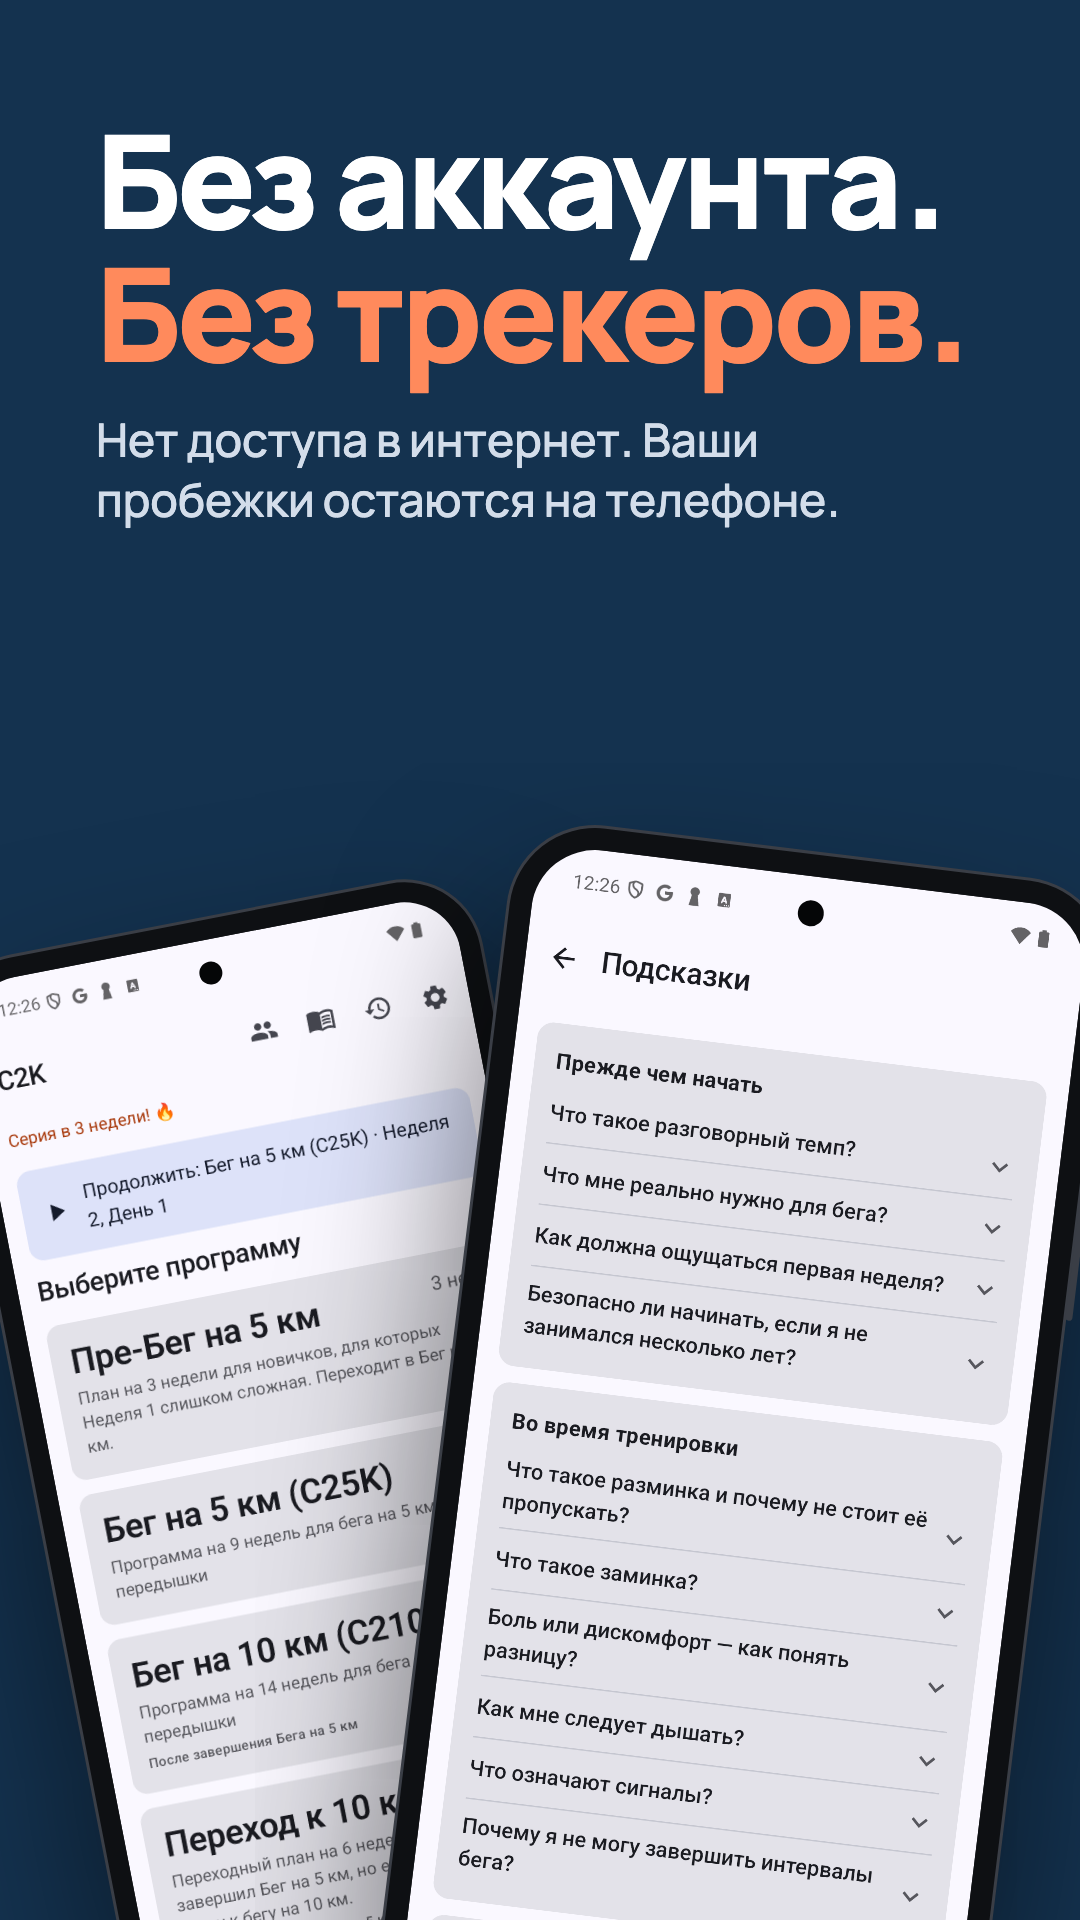 Без аккаунта.
Без трекеров.
Нет доступа в интернет. Ваши
пробежки остаются на телефоне.
12:26
C2K
Серия в 3 недели! 🔥
Продолжить: Бег на 5 км (C25K) · Неделя
2, День 1
Выберите программу
Пре-Бег на 5 км
План на 3 недели для новичков, для которых
Неделя 1 слишком сложная. Переходит в Бег
км.
Бег на 5 км (C25K)
Программа на 9 недель для бега на 5 км
передышки
Бег на 10 км (C210
Программа на 14 недель для бега
передышки
После завершения Бега на 5 км
Переход к 10 к
Переходный план на 6 неде
завершил Бег на 5 км, но
к бегу на 10 км.
12:26
Подсказки
Прежде чем начать
Что такое разговорный темп?
Что мне реально нужно для бега?
Как должна ощущаться первая неделя?
Безопасно ли начинать, если я не
занимался несколько лет?
Во время тренировки
Что такое разминка и почему не стоит её
пропускать?
Что такое заминка?
Боль или дискомфорт — как понять
разницу?
Как мне следует дышать?
Что означают сигналы?
Почему я не могу завершить интервалы
бега?